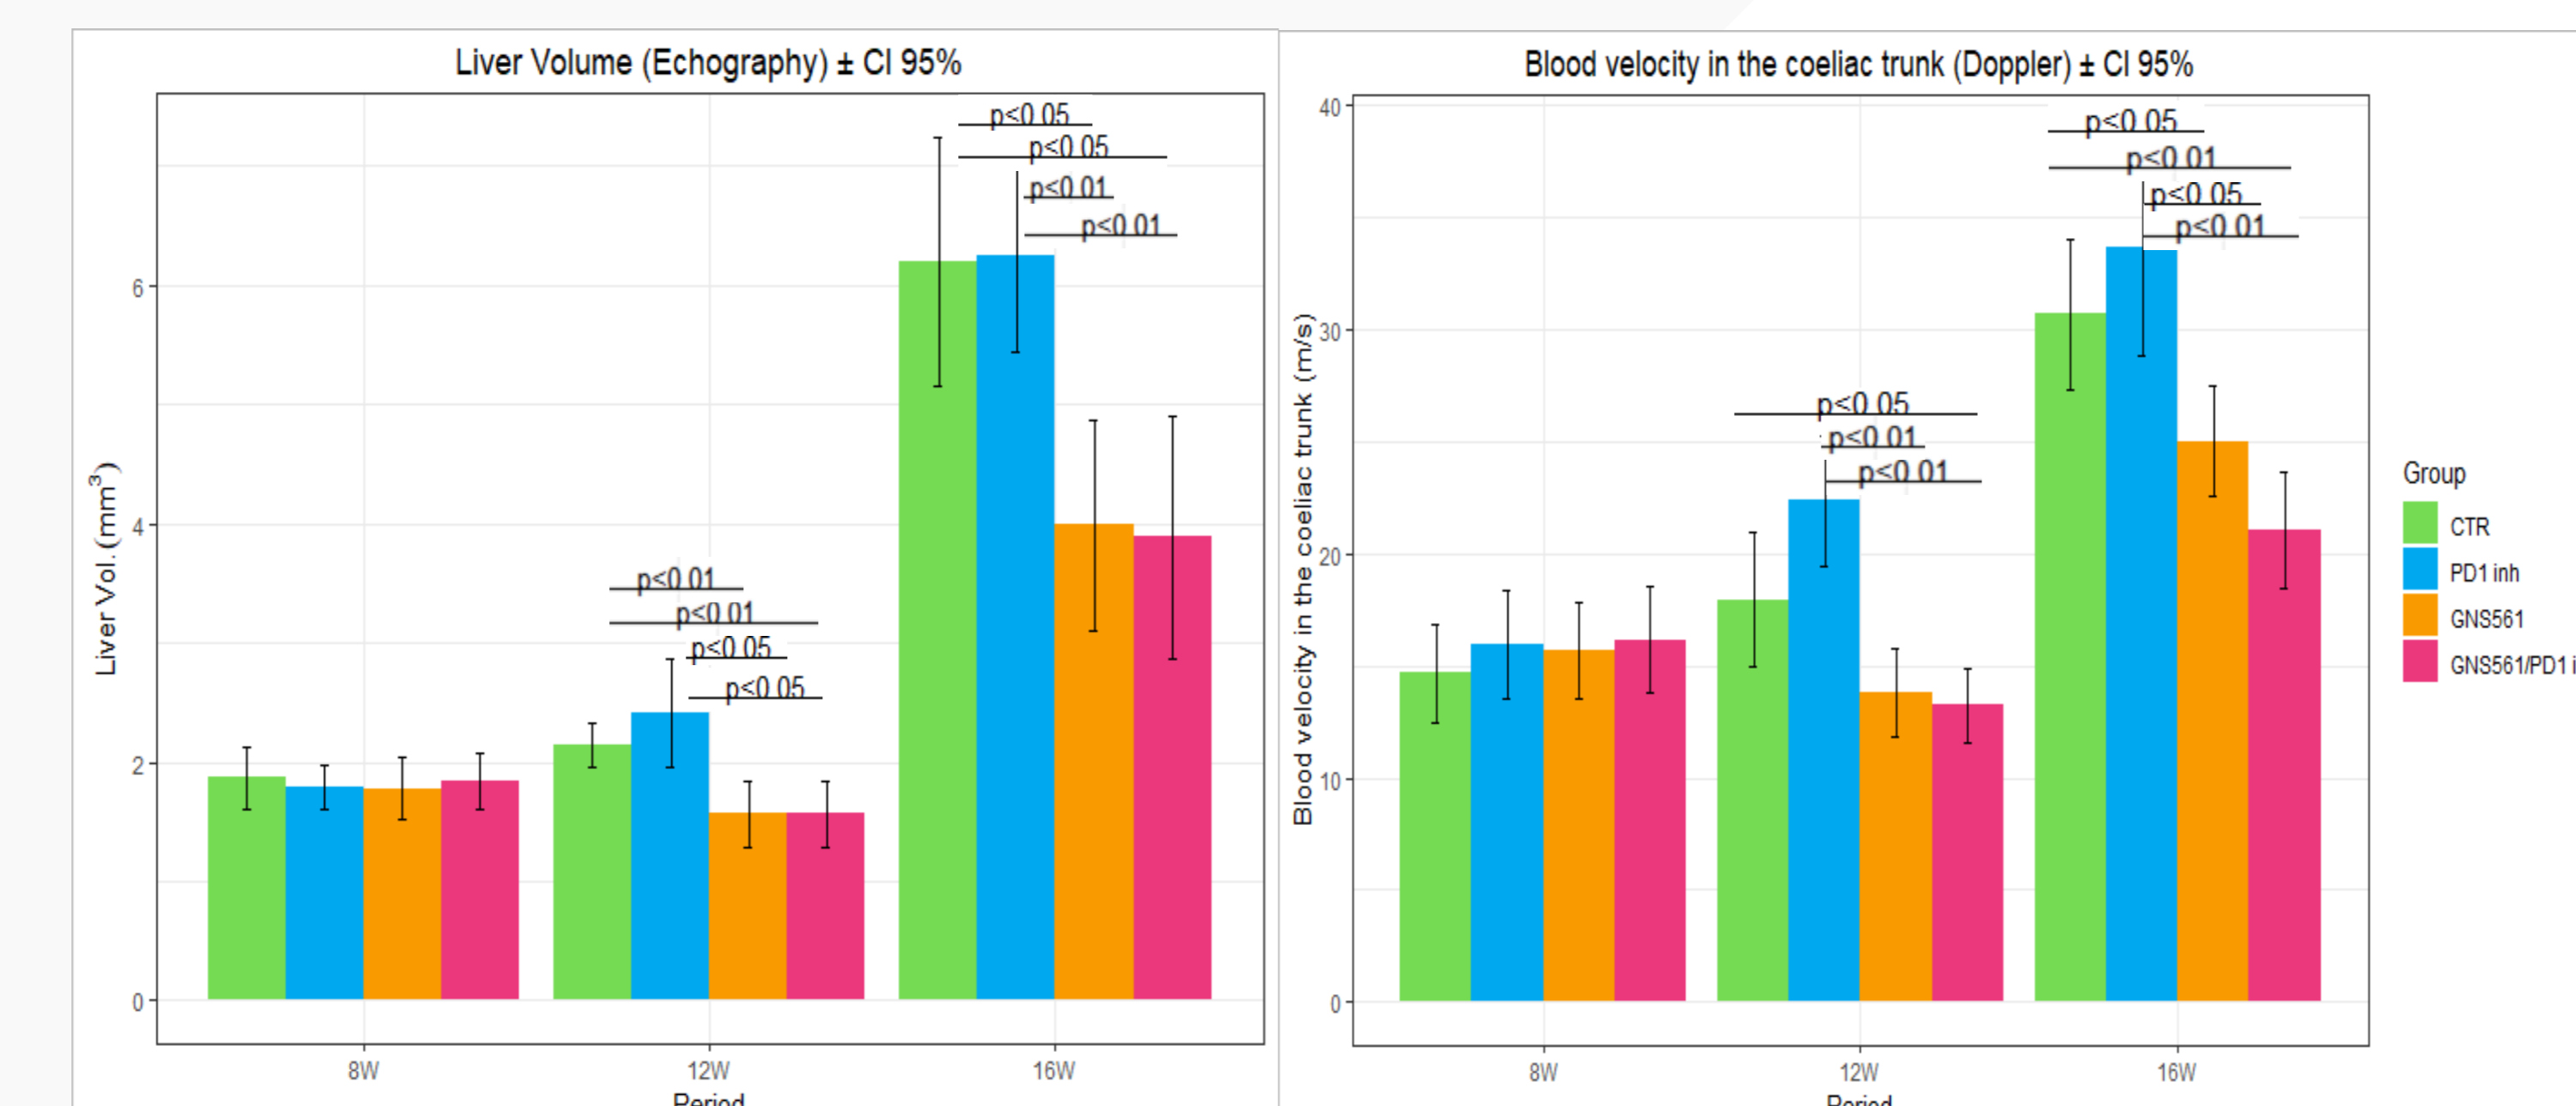 Liver Volume (Echography) ± CI 95%
p<0.05
p<0.05
p<0.01
p<0.01
p<0.01
p<0.01
p<0.05
p<0.05
6
4
2
0
Liver Vol. (mm³)
8W
12W
16W
Period
Blood velocity in the coeliac trunk (Doppler) ± CI 95%
p<0.05
p<0.01
p<0.05
p<0.01
p<0.05
p<0.01
p<0.01
40
30
20
10
0
Blood velocity in the coeliac trunk (m/s)
8W
12W
16W
Period
Group
CTR
PD1 inh
GNS561
GNS561/PD1 i